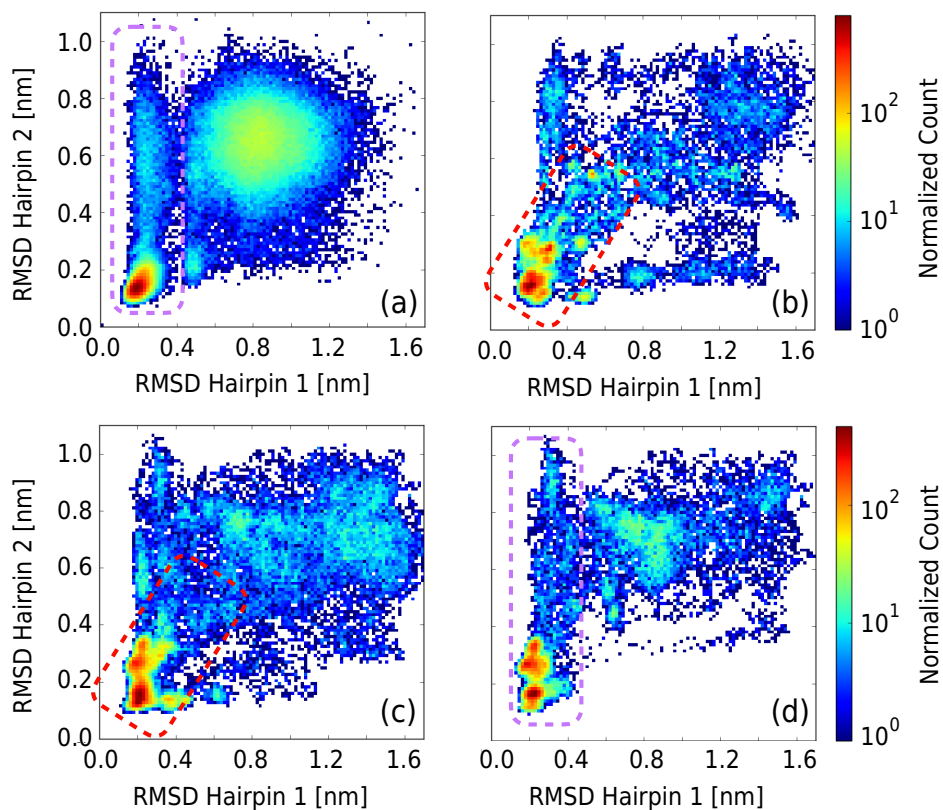 1.0
0.8
0.6
0.4
0.2
0.0
RMSD Hairpin 2 [nm]
(a)
0.0 0.4 0.8 1.2 1.6
RMSD Hairpin 1 [nm]
(b)
0.0 0.4 0.8 1.2 1.6
RMSD Hairpin 1 [nm]
10²
10¹
10⁰
Normalized Count
1.0
0.8
0.6
0.4
0.2
0.0
RMSD Hairpin 2 [nm]
(c)
0.0 0.4 0.8 1.2 1.6
RMSD Hairpin 1 [nm]
(d)
0.0 0.4 0.8 1.2 1.6
RMSD Hairpin 1 [nm]
10²
10¹
10⁰
Normalized Count